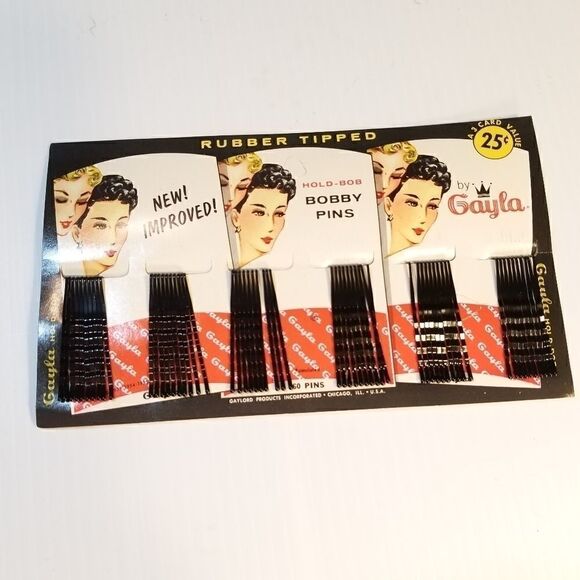 RUBBER TIPPED
A 3 CARD VALUE
25¢
NEW!
IMPROVED!
HOLD-BOB
BOBBY
PINS
by
Gayla
Gayla
Gayla
60 PINS
GAYLORD PRODUCTS INCORPORATED • CHICAGO, ILL. • U.S.A.